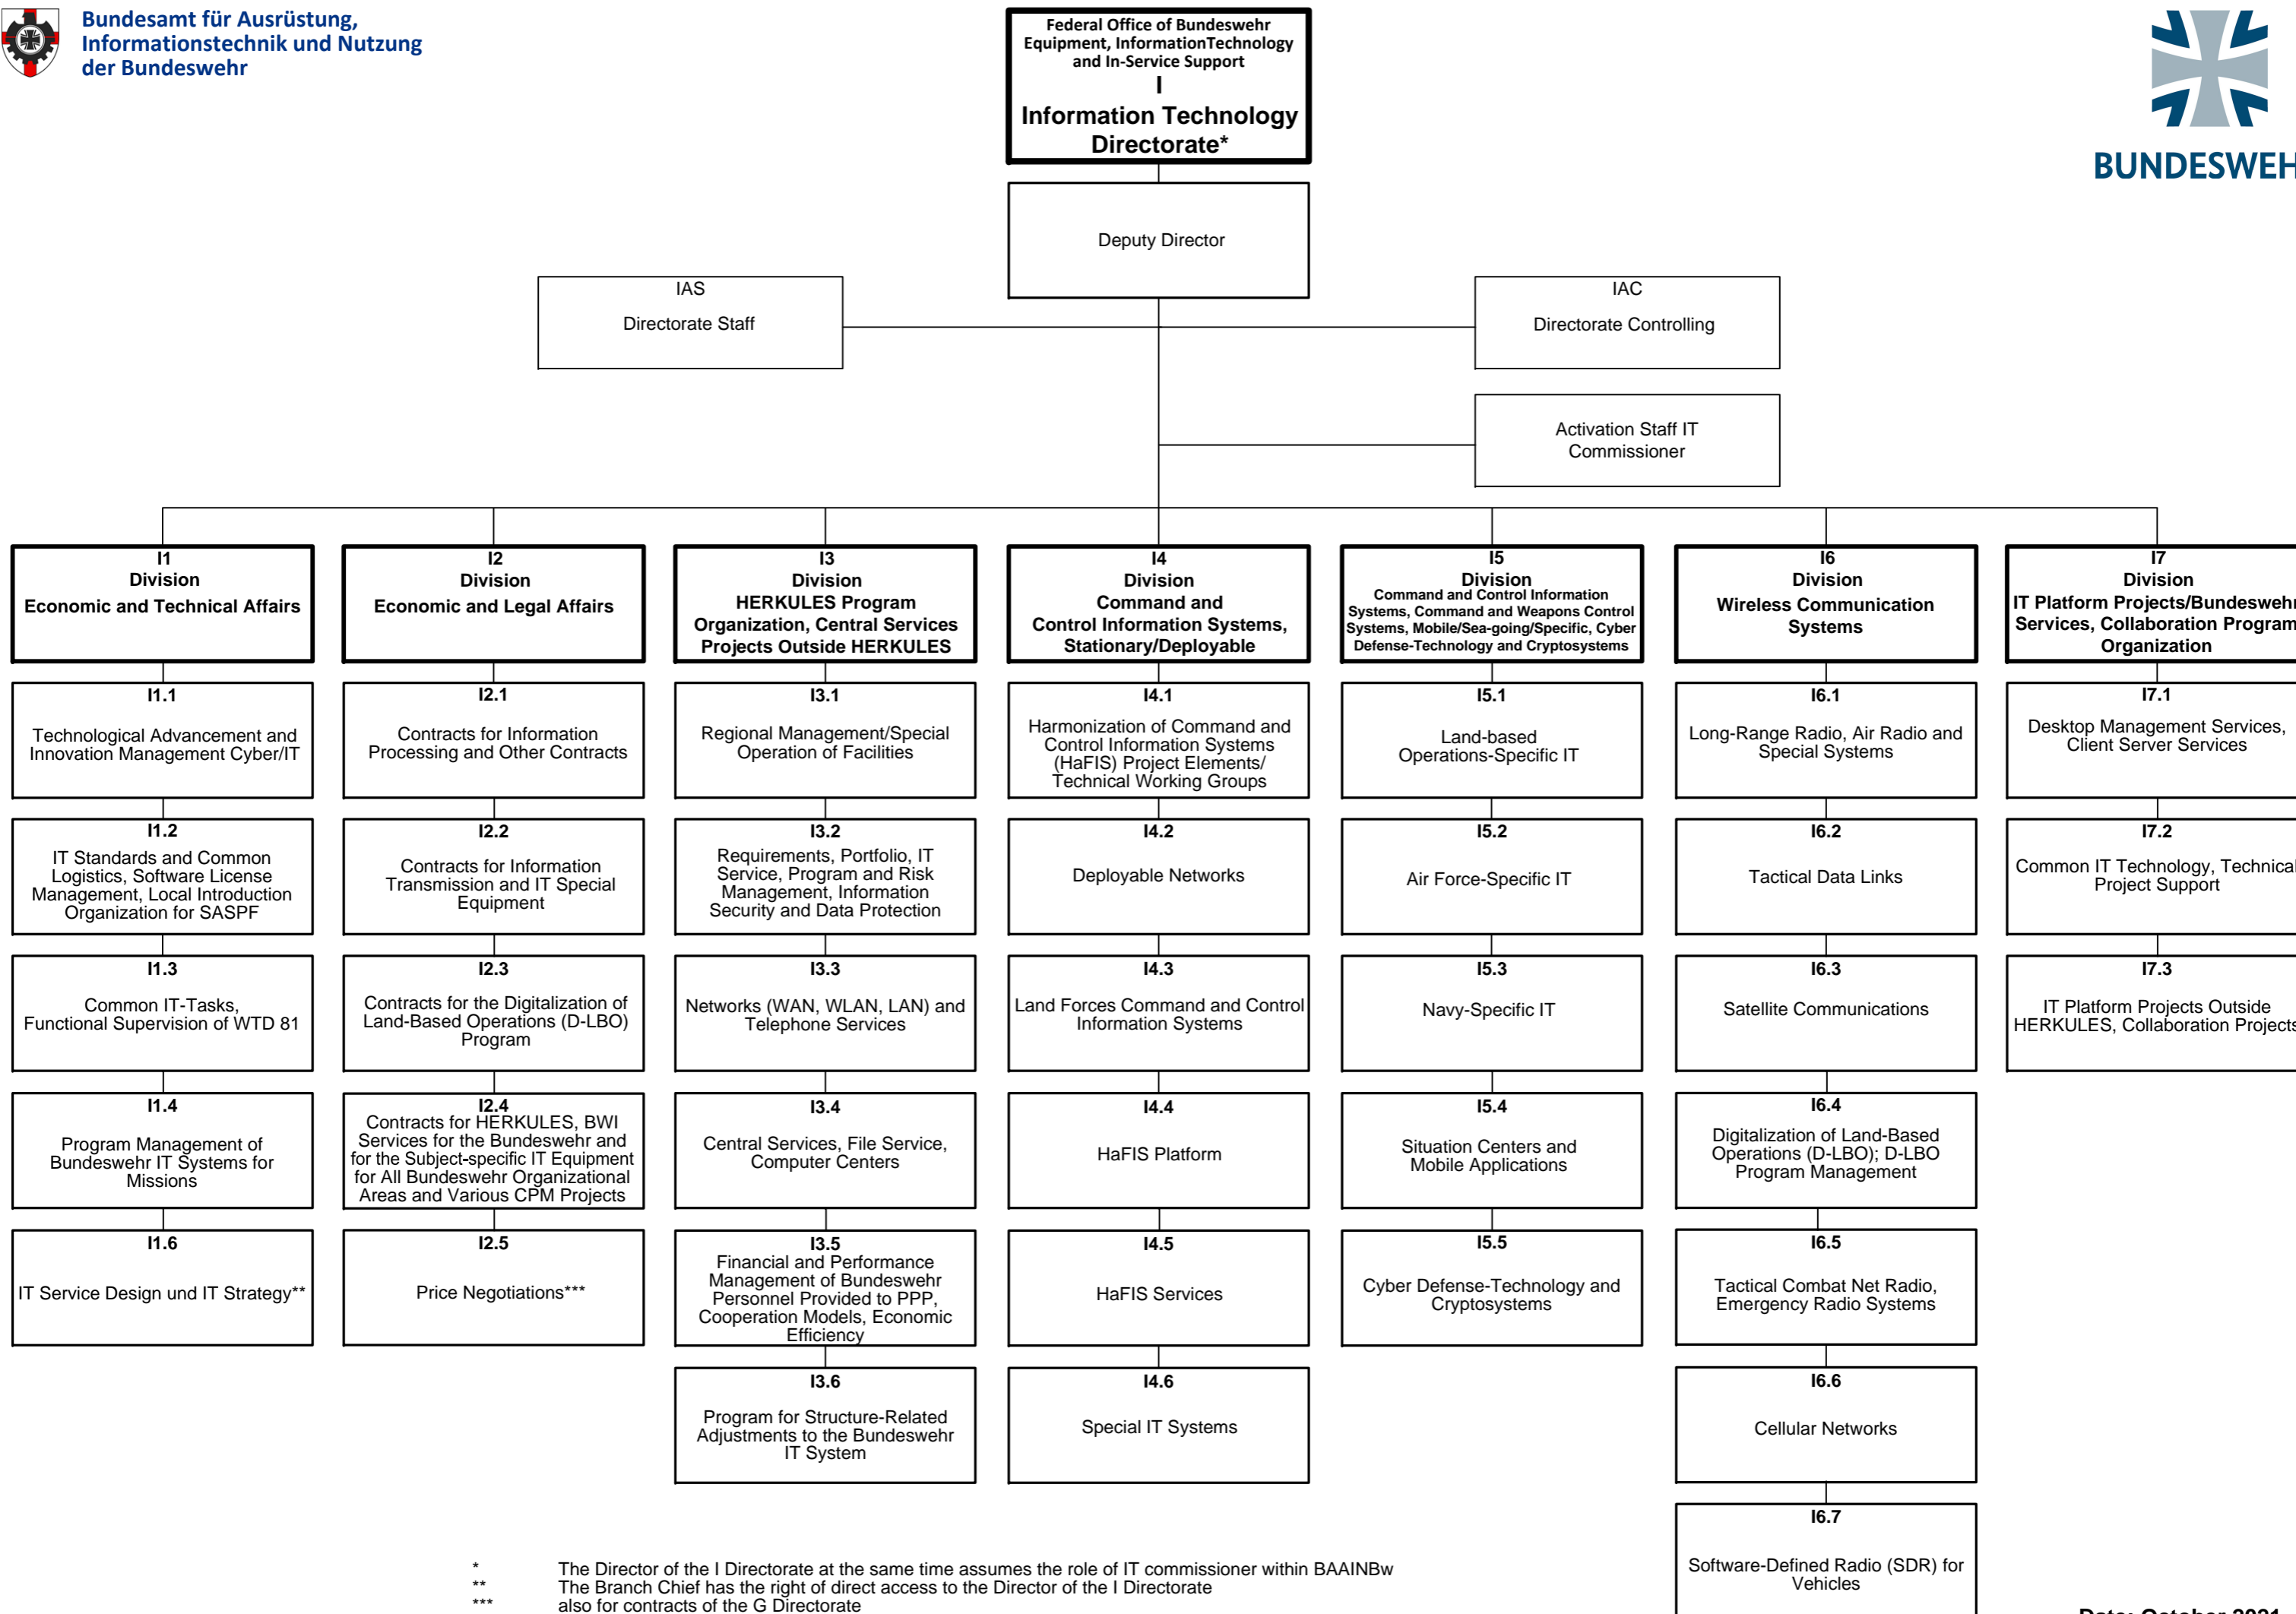 Bundesamt für Ausrüstung,
Informationstechnik und Nutzung
der Bundeswehr
Federal Office of Bundeswehr
Equipment, InformationTechnology
and In-Service Support
I
Information Technology
Directorate*
BUNDESWEH
Deputy Director
IAS
Directorate Staff
IAC
Directorate Controlling
Activation Staff IT
Commissioner
I1
Division
Economic and Technical Affairs
I2
Division
Economic and Legal Affairs
I3
Division
HERKULES Program
Organization, Central Services
Projects Outside HERKULES
I4
Division
Command and
Control Information Systems,
Stationary/Deployable
I5
Division
Command and Control Information
Systems, Command and Weapons Control
Systems, Mobile/Sea-going/Specific, Cyber
Defense-Technology and Cryptosystems
I6
Division
Wireless Communication
Systems
I7
Division
IT Platform Projects/Bundeswehr
Services, Collaboration Program
Organization
I1.1
Technological Advancement and
Innovation Management Cyber/IT
I2.1
Contracts for Information
Processing and Other Contracts
I3.1
Regional Management/Special
Operation of Facilities
I4.1
Harmonization of Command and
Control Information Systems
(HaFIS) Project Elements/
Technical Working Groups
I5.1
Land-based
Operations-Specific IT
I6.1
Long-Range Radio, Air Radio and
Special Systems
I7.1
Desktop Management Services,
Client Server Services
I1.2
IT Standards and Common
Logistics, Software License
Management, Local Introduction
Organization for SASPF
I2.2
Contracts for Information
Transmission and IT Special
Equipment
I3.2
Requirements, Portfolio, IT
Service, Program and Risk
Management, Information
Security and Data Protection
I4.2
Deployable Networks
I5.2
Air Force-Specific IT
I6.2
Tactical Data Links
I7.2
Common IT Technology, Technical
Project Support
I1.3
Common IT-Tasks,
Functional Supervision of WTD 81
I2.3
Contracts for the Digitalization of
Land-Based Operations (D-LBO)
Program
I3.3
Networks (WAN, WLAN, LAN) and
Telephone Services
I4.3
Land Forces Command and Control
Information Systems
I5.3
Navy-Specific IT
I6.3
Satellite Communications
I7.3
IT Platform Projects Outside
HERKULES, Collaboration Projects
I1.4
Program Management of
Bundeswehr IT Systems for
Missions
I2.4
Contracts for HERKULES, BWI
Services for the Bundeswehr and
for the Subject-specific IT Equipment
for All Bundeswehr Organizational
Areas and Various CPM Projects
I3.4
Central Services, File Service,
Computer Centers
I4.4
HaFIS Platform
I5.4
Situation Centers and
Mobile Applications
I6.4
Digitalization of Land-Based
Operations (D-LBO); D-LBO
Program Management
I1.6
IT Service Design und IT Strategy**
I2.5
Price Negotiations***
I3.5
Financial and Performance
Management of Bundeswehr
Personnel Provided to PPP,
Cooperation Models, Economic
Efficiency
I4.5
HaFIS Services
I5.5
Cyber Defense-Technology and
Cryptosystems
I6.5
Tactical Combat Net Radio,
Emergency Radio Systems
I3.6
Program for Structure-Related
Adjustments to the Bundeswehr
IT System
I4.6
Special IT Systems
I6.6
Cellular Networks
I6.7
Software-Defined Radio (SDR) for
Vehicles
* The Director of the I Directorate at the same time assumes the role of IT commissioner within BAAINBw
** The Branch Chief has the right of direct access to the Director of the I Directorate
*** also for contracts of the G Directorate
Date: October 2021